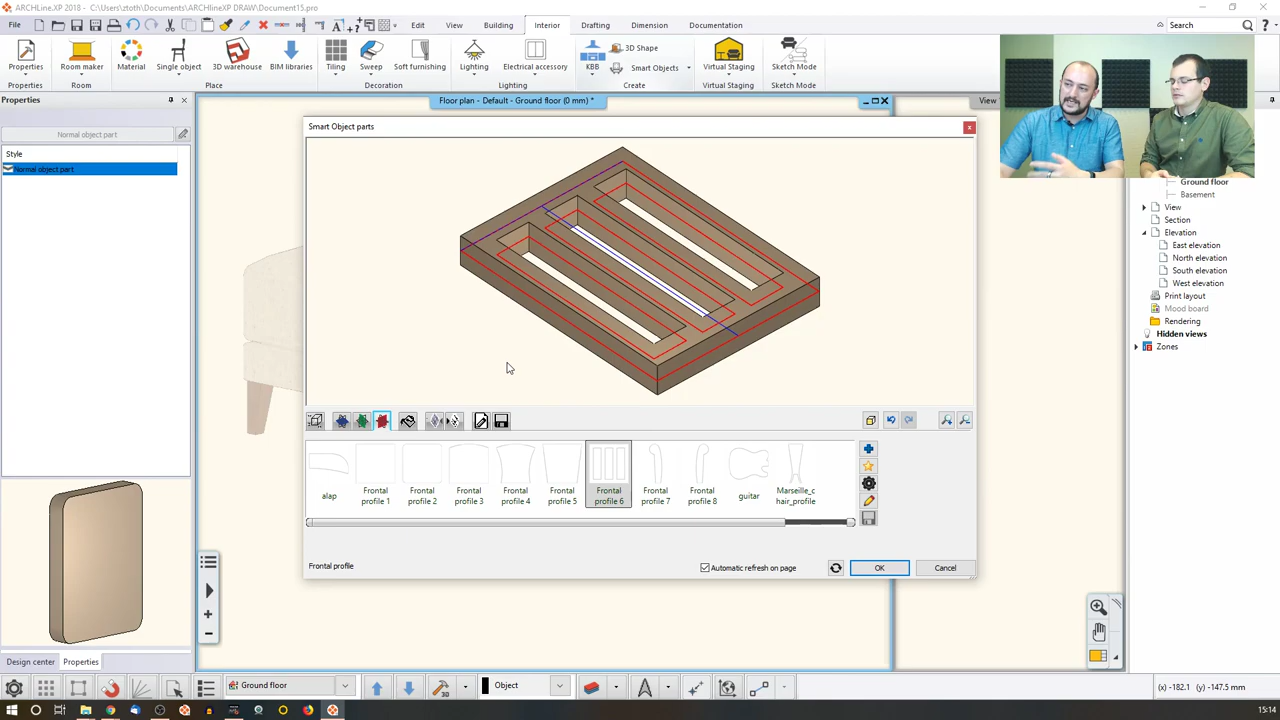 ARCHLine.XP 2018 - C:\Users\ztoth\Documents\ARCHlineXP DRAW\Document15.pro
File
Edit
View
Building
Interior
Drafting
Dimension
Documentation
Search
Properties
Room maker
Material
Single object
3D warehouse
BIM libraries
Tiling
Sweep
Soft furnishing
Lighting
Electrical accessory
KBB
3D Shape
Smart Objects
Virtual Staging
Sketch Mode
Properties
Room
Decoration
Lighting
Create
Virtual Staging
Sketch Mode
Properties
Floor plan - Default - Ground floor (0 mm) *
View
Normal object part
Style
Normal object part
Smart Object parts
Ground floor
Basement
View
Section
Elevation
East elevation
North elevation
South elevation
West elevation
Print layout
Mood board
Rendering
Hidden views
Zones
alap
Frontal profile 1
Frontal profile 2
Frontal profile 3
Frontal profile 4
Frontal profile 5
Frontal profile 6
Frontal profile 7
Frontal profile 8
guitar
Marseille_c hair_profile
Frontal profile
Automatic refresh on page
OK
Cancel
Design center
Properties
Ground floor
3D
Object
(x) -182.1 (y) -147.5 mm
15:14